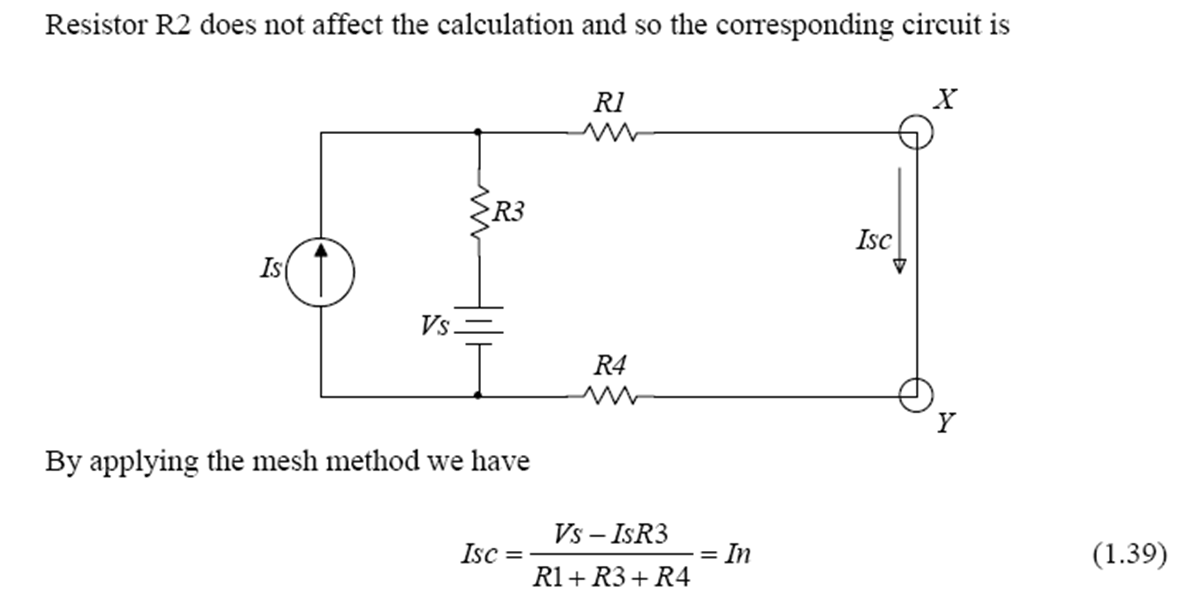 Resistor R2 does not affect the calculation and so the corresponding circuit is
R1
X
R3
Isc
Is
Vs
R4
Y
By applying the mesh method we have
Isc = \frac{Vs – IsR3}{R1 + R3 + R4} = In (1.39)